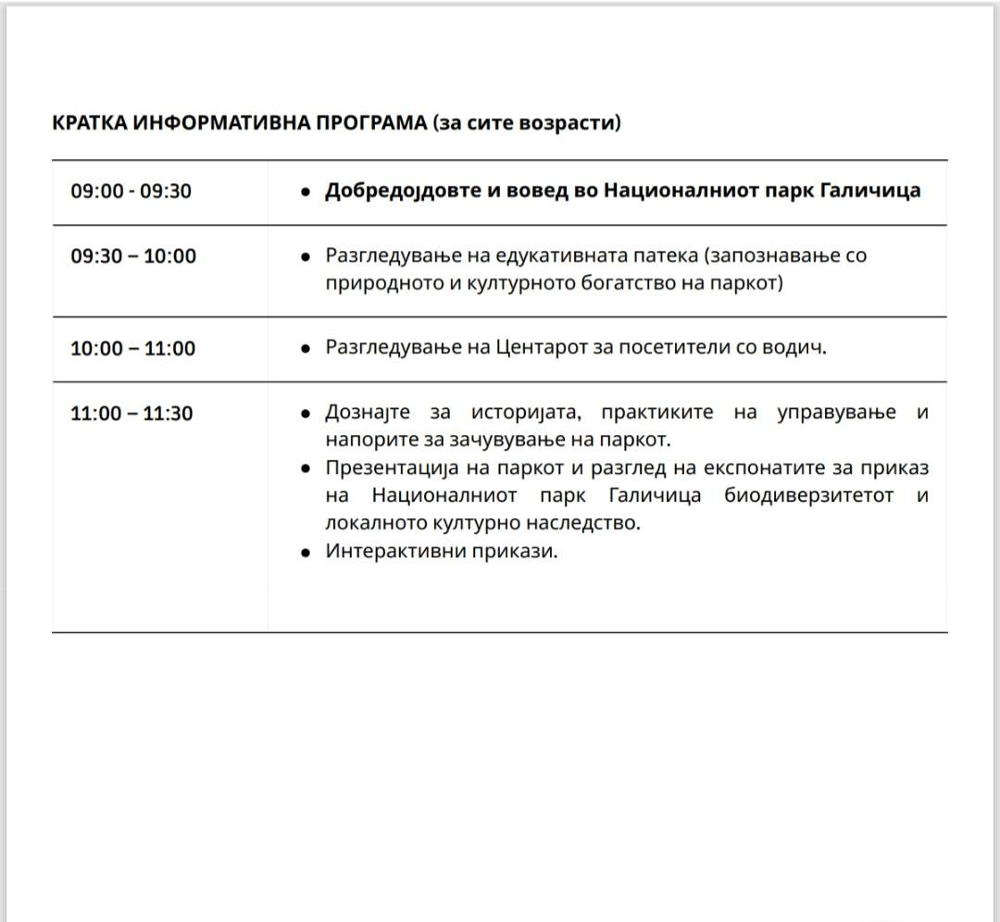 КРАТКА ИНФОРМАТИВНА ПРОГРАМА (за сите возрасти)
09:00 - 09:30
● Добредојдовте и вовед во Националниот парк Галичица
09:30 – 10:00
● Разгледување на едукативната патека (запознавање со
природното и културното богатство на паркот)
10:00 – 11:00
● Разгледување на Центарот за посетители со водич.
11:00 – 11:30
● Дознајте за историјата, практиките на управување и
напорите за зачувување на паркот.
● Презентација на паркот и разглед на експонатите за приказ
на Националниот парк Галичица биодиверзитетот и
локалното културно наследство.
● Интерактивни прикази.